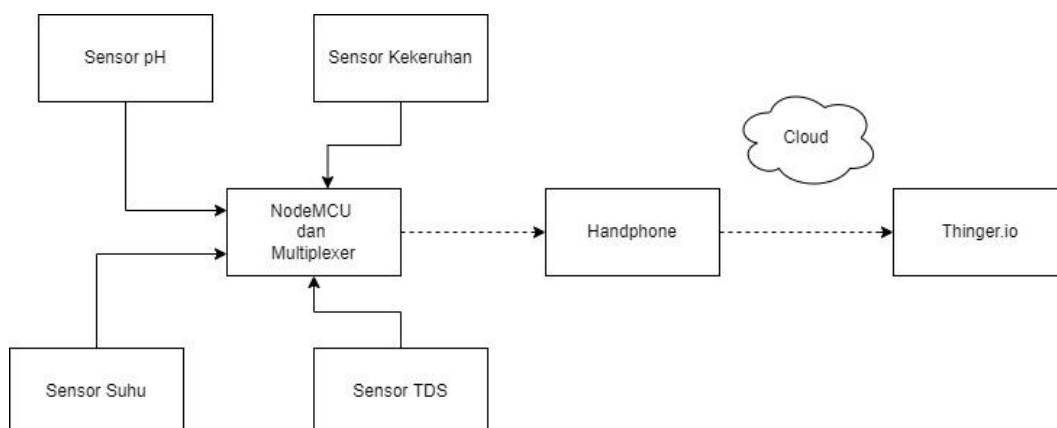 Sensor pH
Sensor Kekeruhan
Cloud
NodeMCU
dan
Multiplexer
Handphone
Thinger.io
Sensor Suhu
Sensor TDS